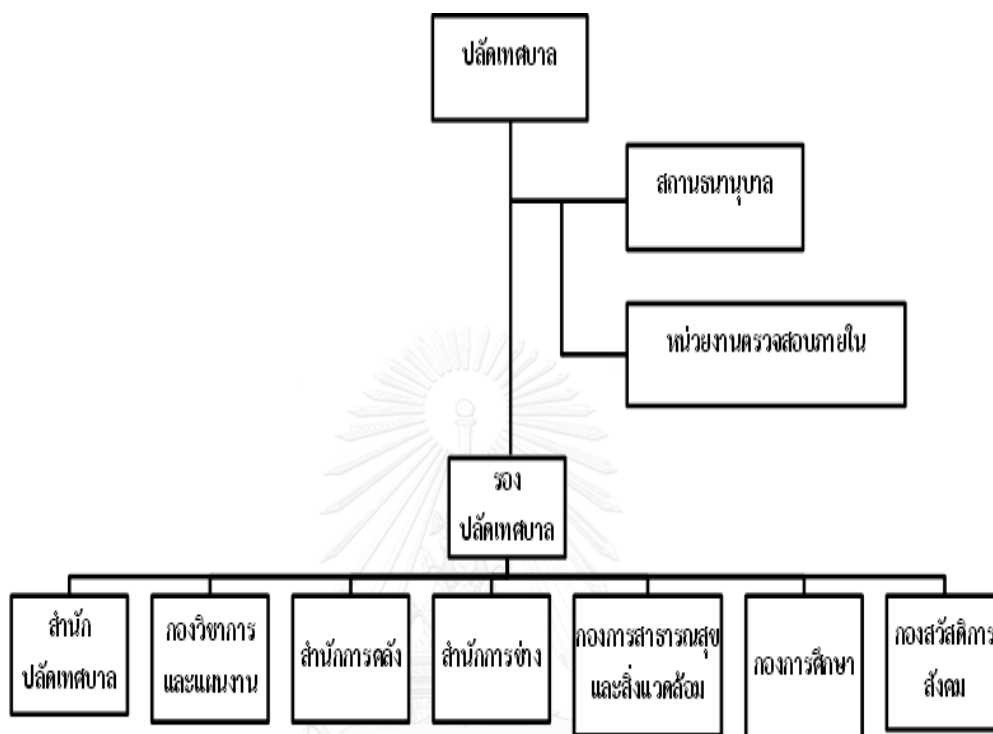 ปลัดเทศบาล
สถานธนานุบาล
หน่วยงานตรวจสอบภายใน
รอง
ปลัดเทศบาล
สำนัก
ปลัดเทศบาล
กองวิชาการ
และแผนงาน
สำนักการคลัง
สำนักการช่าง
กองการสาธารณสุข
และสิ่งแวดล้อม
กองการศึกษา
กองสวัสดิการ
สังคม